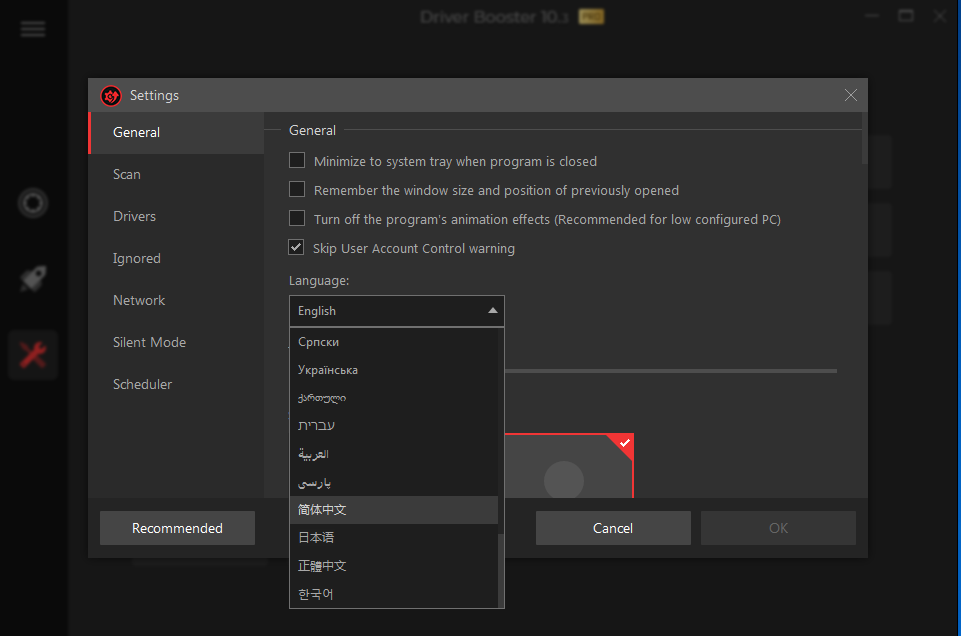 Driver Booster 10.3 PRO
Settings
General
Scan
Drivers
Ignored
Network
Silent Mode
Scheduler
General
Minimize to system tray when program is closed
Remember the window size and position of previously opened
Turn off the program's animation effects (Recommended for low configured PC)
Skip User Account Control warning
Language:
English
Српски
Українська
ქართული
עברית
العربية
پارسی
简体中文
日本语
正體中文
한국어
Recommended
Cancel
OK